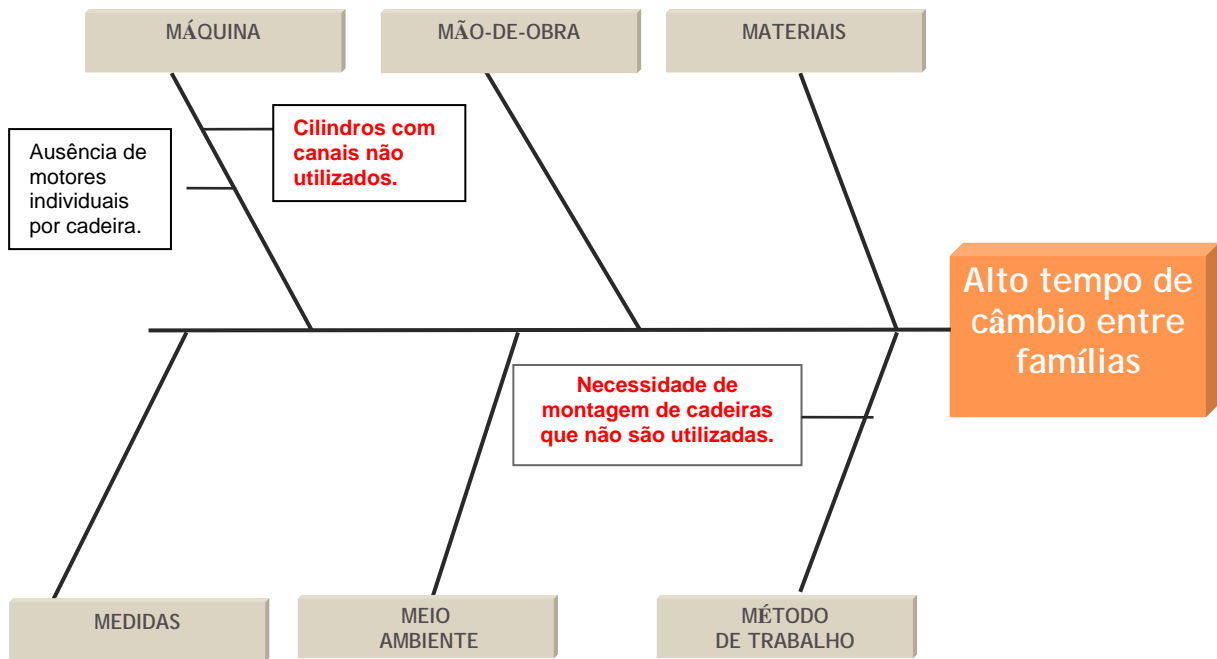 MÁQUINA
MÃO-DE-OBRA
MATERIAIS
Cilindros com
canais não
utilizados.
Ausência de
motores
individuais
por cadeira.
Alto tempo de
câmbio entre
famílias
Necessidade de
montagem de cadeiras
que não são utilizadas.
MEDIDAS
MEIO
AMBIENTE
MÉTODO
DE TRABALHO